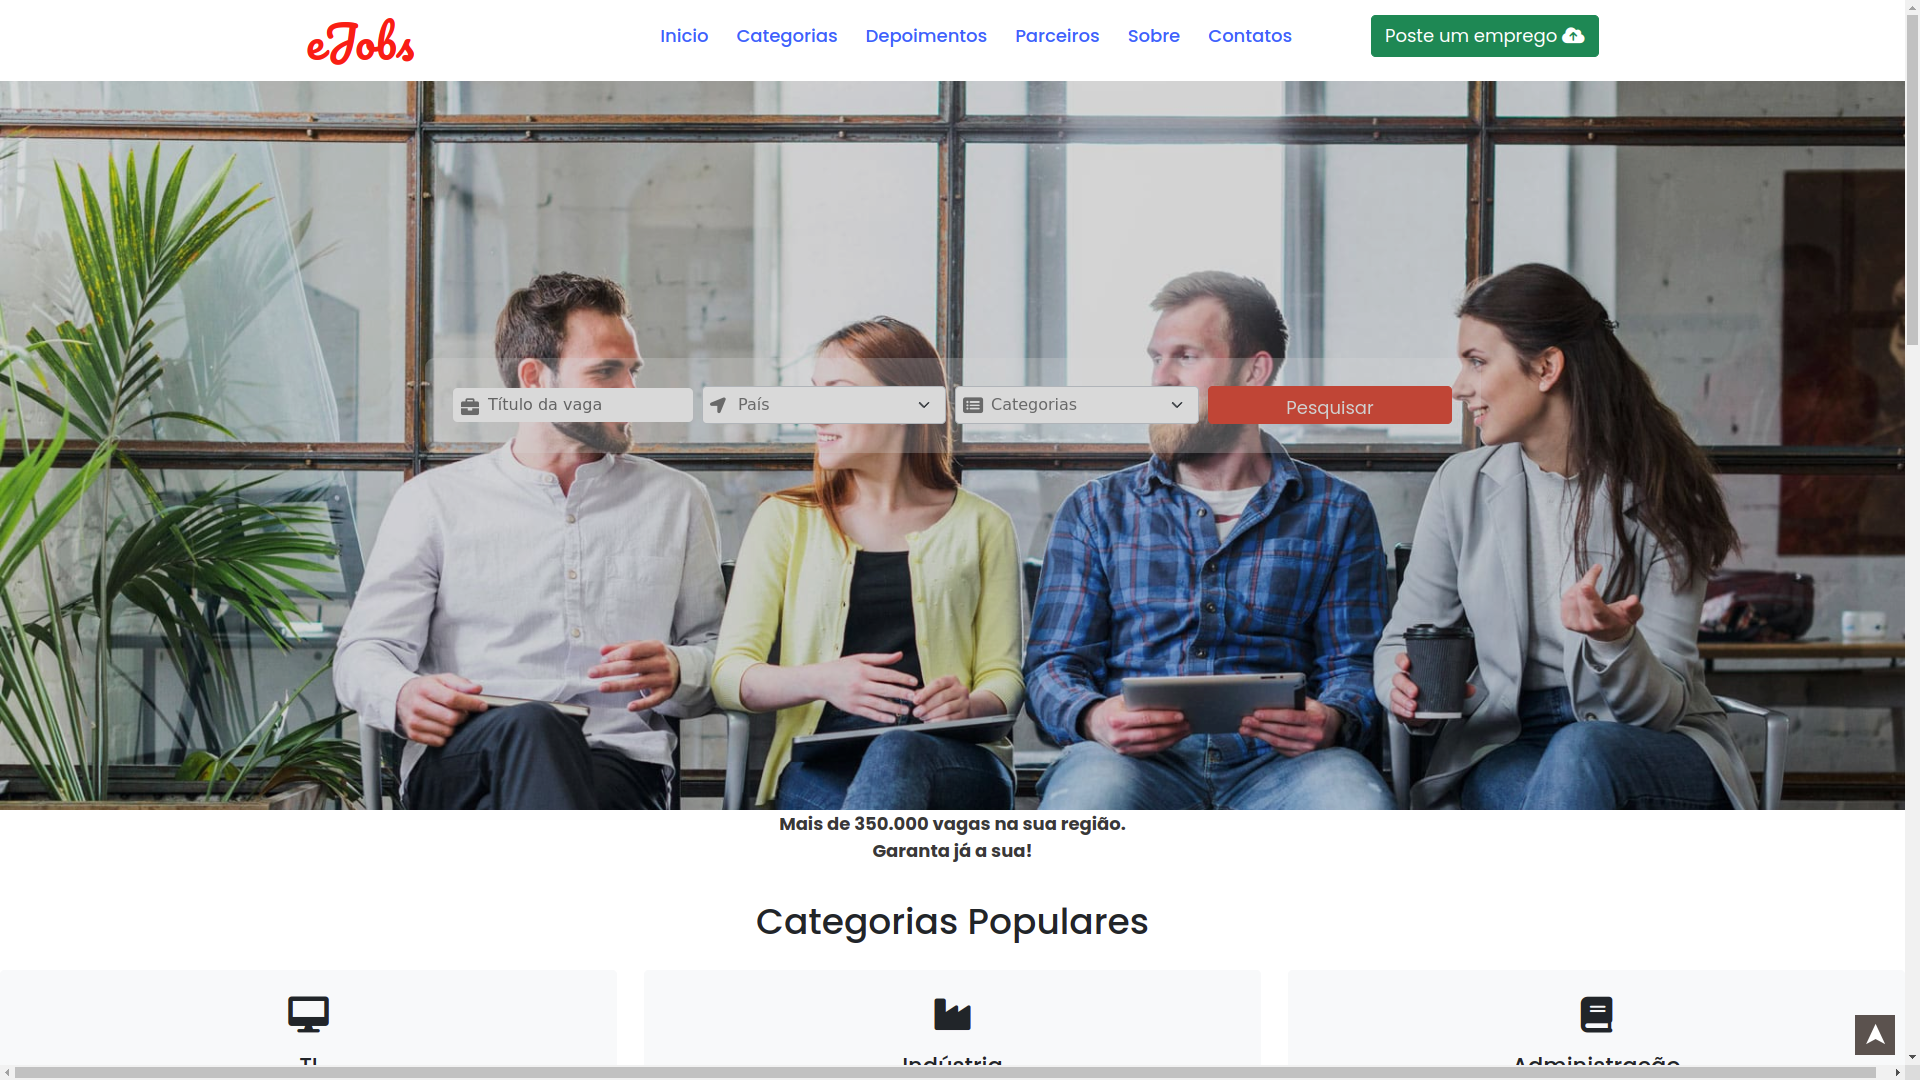 eJobs
Inicio
Categorias
Depoimentos
Parceiros
Sobre
Contatos
Poste um emprego
Título da vaga
País
Categorias
Pesquisar
Mais de 350.000 vagas na sua região.
Garanta já a sua!
Categorias Populares
TI
Indústria
Administração